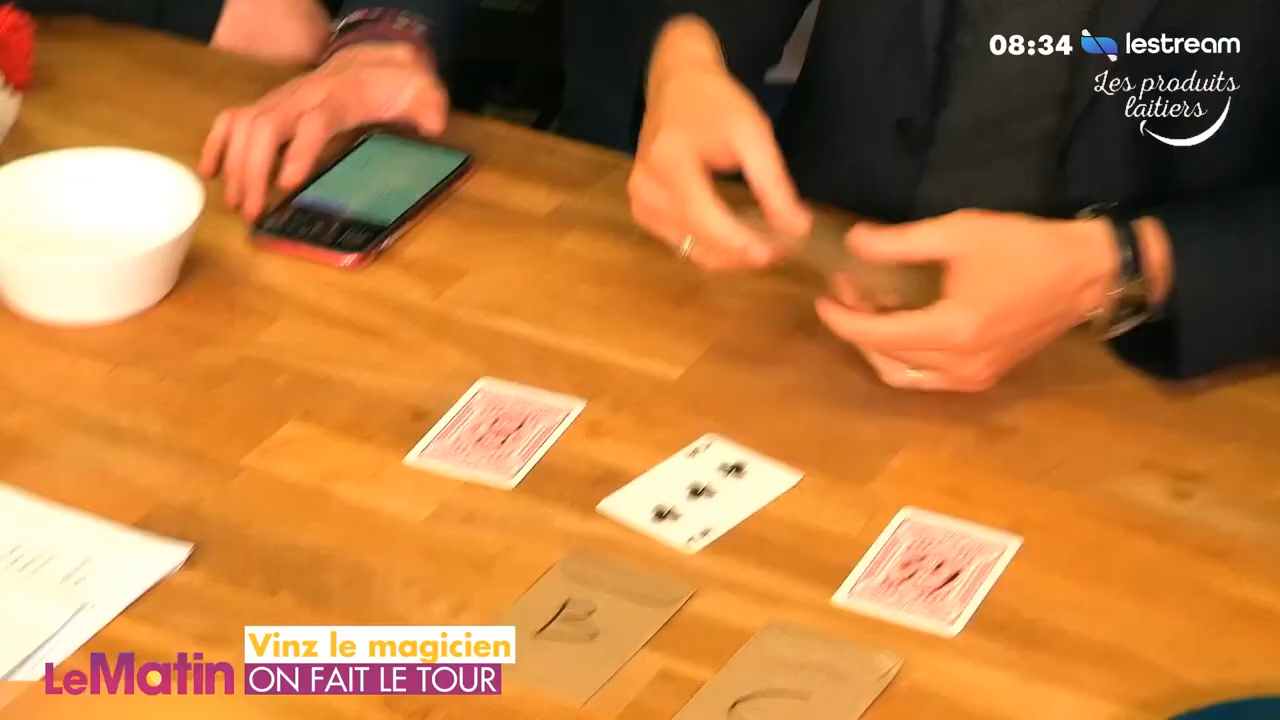 08:34 lestream
Les produits
laitiers
B
C
Vinz le magicien
LeMatin
ON FAIT LE TOUR